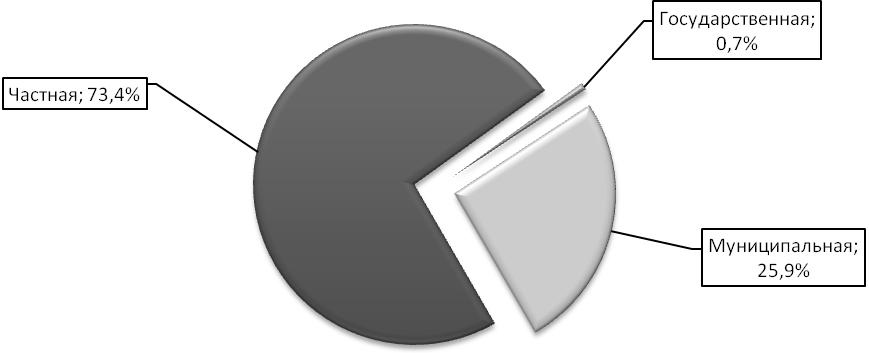 Государственная;
0,7%
Частная; 73,4%
Муниципальная;
25,9%